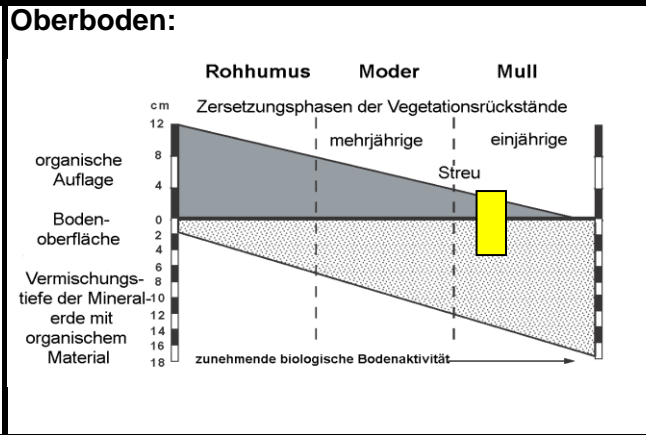 Oberboden:
Rohhumus Moder Mull
cm Zersetzungsphasen der Vegetationsrückstände
12
mehrjährige einjährige
8
organische
Auflage
Streu
4
0
Boden-
oberfläche
2
4
6
Vermischungs-
8
tiefe der Mineral-
10
erde mit
12
organischem
14
Material
16
18
zunehmende biologische Bodenaktivität